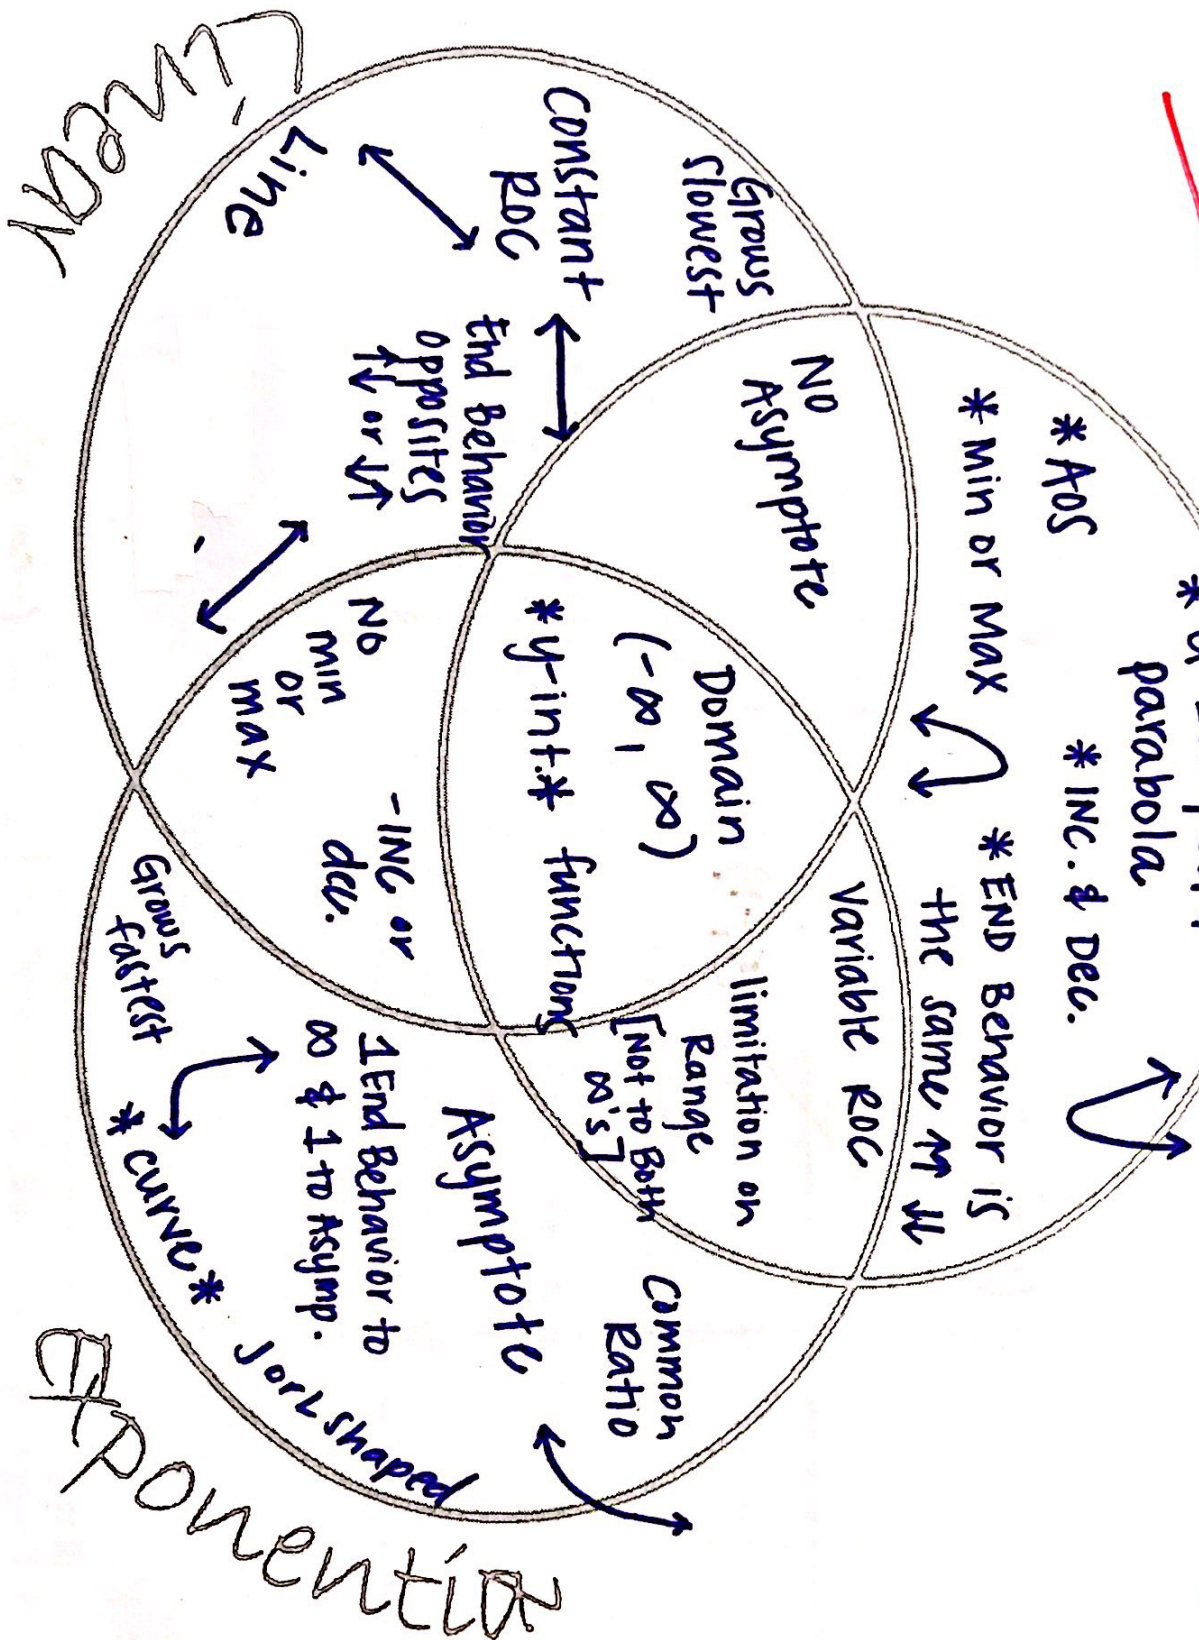 parabola
* AOS
* INC. & Dec.
* Min or Max
* END Behavior is
the same ↑↑ ↓↓
Grows
slowest
NO
Asymptote
Variable ROC
limitation on
Range
[Not to Both
∞'s]
Constant
ROC
Domain
(-∞, ∞)
*y-int.* functions
Common
Ratio
Line
End Behavior
opposites
↑↓ or ↓↑
Asymptote
No
min
or
max
-INC or
dec.
1 End Behavior to
∞ & 1 to Asymp.
Grows
fastest
* curve *
J or L shaped
Linear
Exponentia